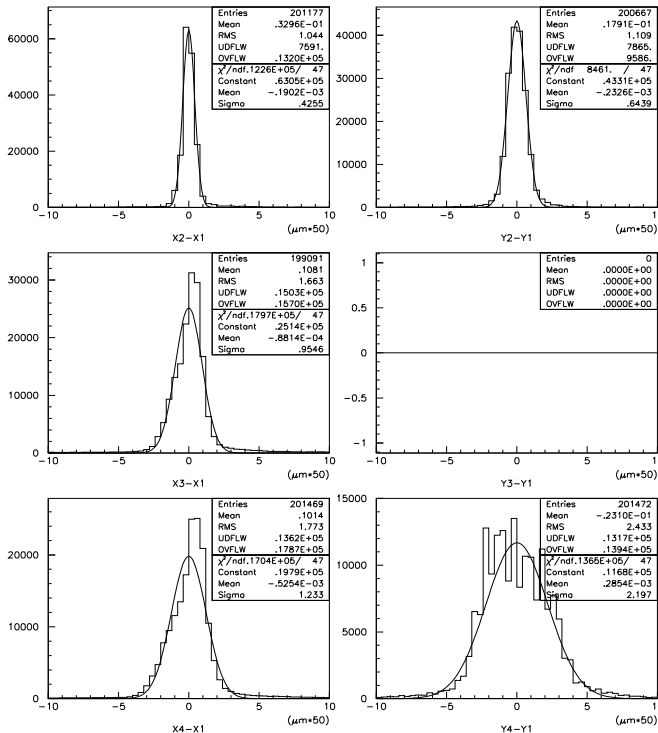 Entries 201177
Mean .3296E-01
RMS 1.044
UDFLW 7591.
OVFLW .1320E+05
χ²/ndf.1226E+05/ 47
Constant .6305E+05
Mean -.1902E-03
Sigma .4255
60000
40000
20000
0
-10 -5 0 5 10
(μm*50)
X2-X1
Entries 200667
Mean .1791E-01
RMS 1.109
UDFLW 7865.
OVFLW 9586.
χ²/ndf 8461. / 47
Constant .4331E+05
Mean -.2326E-03
Sigma .6439
40000
30000
20000
10000
0
-10 -5 0 5 1
(μm*50)
Y2-Y1
Entries 199091
Mean .1081
RMS 1.663
UDFLW .1503E+05
OVFLW .1570E+05
χ²/ndf.1797E+05/ 47
Constant .2514E+05
Mean -.8814E-04
Sigma .9546
30000
20000
10000
0
-10 -5 0 5 10
(μm*50)
X3-X1
Entries 0
Mean .0000E+00
RMS .0000E+00
UDFLW .0000E+00
OVFLW .0000E+00
1
0.5
0
-0.5
-1
-10 -5 0 5 1
(μm*50)
Y3-Y1
Entries 201469
Mean .1014
RMS 1.773
UDFLW .1362E+05
OVFLW .1787E+05
χ²/ndf.1704E+05/ 47
Constant .1979E+05
Mean -.5254E-03
Sigma 1.233
20000
10000
0
-10 -5 0 5 10
(μm*50)
X4-X1
Entries 201472
Mean -.2310E-01
RMS 2.433
UDFLW .1317E+05
OVFLW .1394E+05
χ²/ndf.1365E+05/ 47
Constant .1168E+05
Mean .2854E-03
Sigma 2.197
15000
10000
5000
0
-10 -5 0 5 1
(μm*50)
Y4-Y1